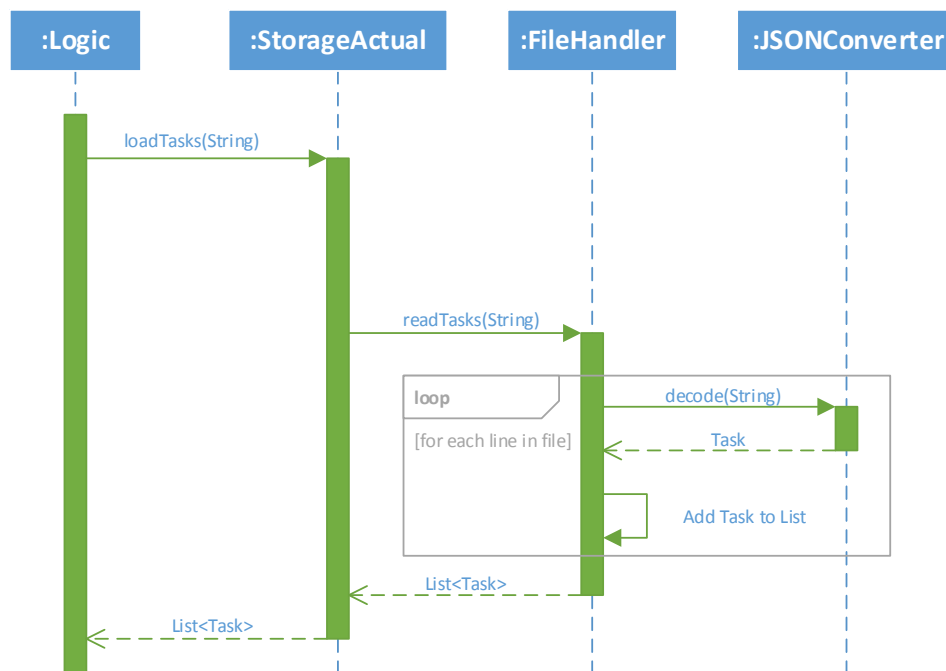 :Logic
:StorageActual
:FileHandler
:JSONConverter
loadTasks(String)
readTasks(String)
loop
decode(String)
[for each line in file]
Task
Add Task to List
List<Task>
List<Task>